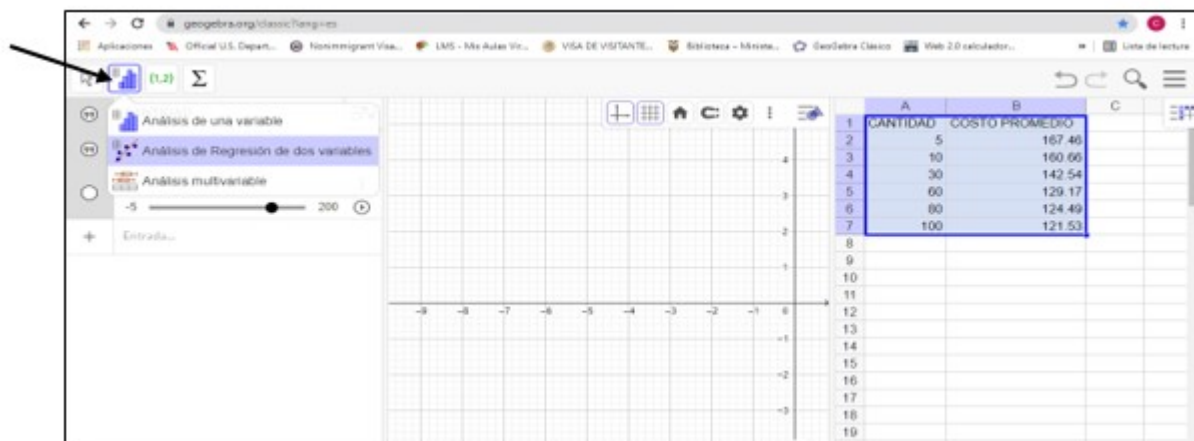 geogebra.org/classic?lang=es
Aplicaciones Official U.S. Depart... Nonimmigrant Visa... LMS - Mis Aulas Vir... VISA DE VISITANTE... Biblioteca – Ministe... GeoGebra Clásico Web 2.0 calculador... » Lista de lectura
{1,2} Σ
Análisis de una variable
Análisis de Regresión de dos variables
Análisis multivariable
-5 200
+ Entrada...
4
3
2
1
-9 -8 -7 -6 -5 -4 -3 -2 -1 0
-1
-2
-3
A B C
1 CANTIDAD COSTO PROMEDIO
2 5 167.46
3 10 160.66
4 30 142.54
5 60 129.17
6 80 124.49
7 100 121.53
8
9
10
11
12
13
14
15
16
17
18
19